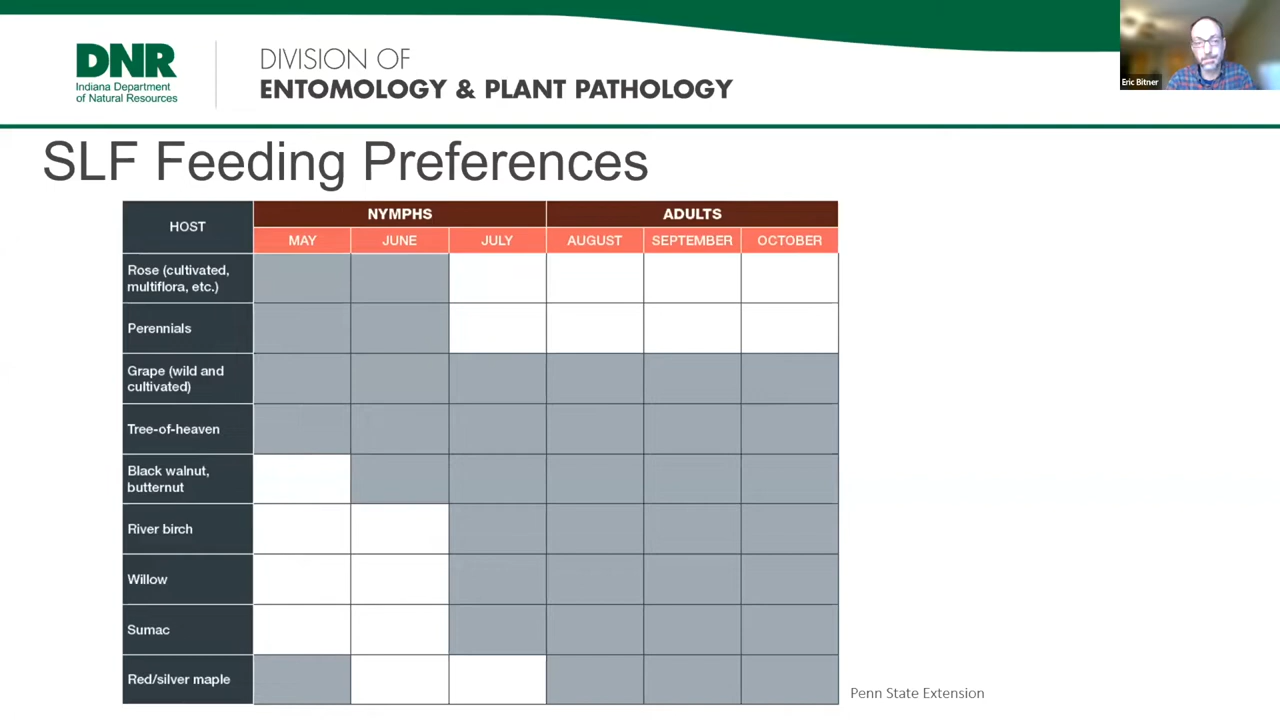 DNR
Indiana Department
of Natural Resources
DIVISION OF
ENTOMOLOGY & PLANT PATHOLOGY
Eric Bitner
SLF Feeding Preferences
HOST
NYMPHS
ADULTS
MAY
JUNE
JULY
AUGUST
SEPTEMBER
OCTOBER
Rose (cultivated,
multiflora, etc.)
Perennials
Grape (wild and
cultivated)
Tree-of-heaven
Black walnut,
butternut
River birch
Willow
Sumac
Red/silver maple
Penn State Extension